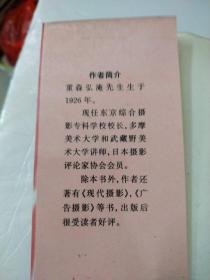 作者简介
重森弘淹先生生于
1926年。
现任东京综合摄
影专科学校校长,多摩
美术大学和武藏野美
术大学讲师,日本摄影
评论家协会会员。
除本书外,作者还
著有《现代摄影》,《广
告摄影》等书,出版后
很受读者好评。